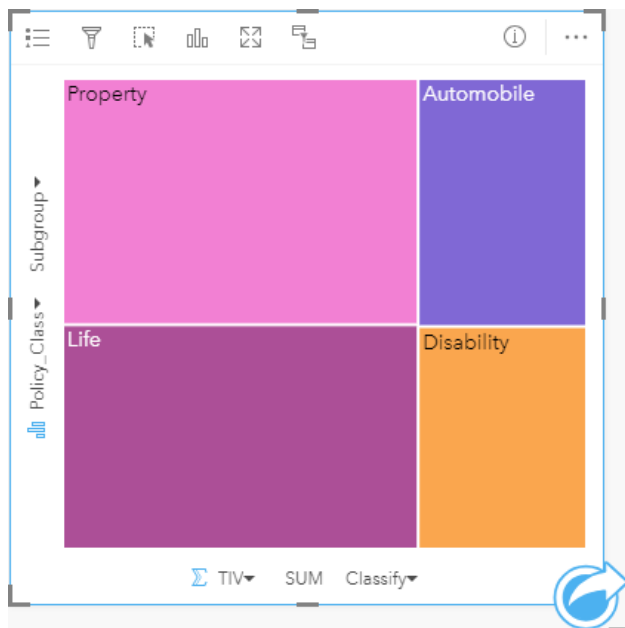 Property
Automobile
Life
Disability
Subgroup
Policy_Class
Σ TIV SUM Classify